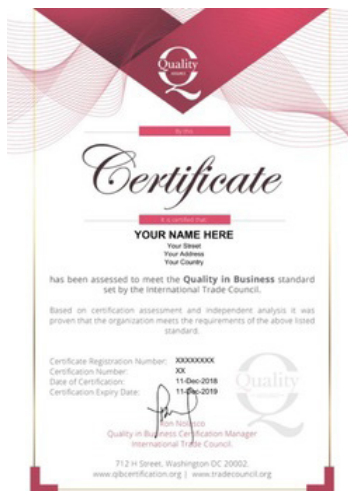 Quality
By this
Certificate
It is certified that
YOUR NAME HERE
Your Street
Your Address
Your Country
has been assessed to meet the Quality in Business standard
set by the International Trade Council.
Based on certification assessment and independent analysis it was
proven that the organization meets the requirements of the above listed
standard.
Certificate Registration Number: XXXXXXXX
Certification Number: XX
Date of Certification: 11-Dec-2018
Certification Expiry Date: 11-Dec-2019
Quality
Ron Nolasco
Quality in Business Certification Manager
International Trade Council.
712 H Street, Washington DC 20002.
www.qibcertification.org | www.tradecouncil.org